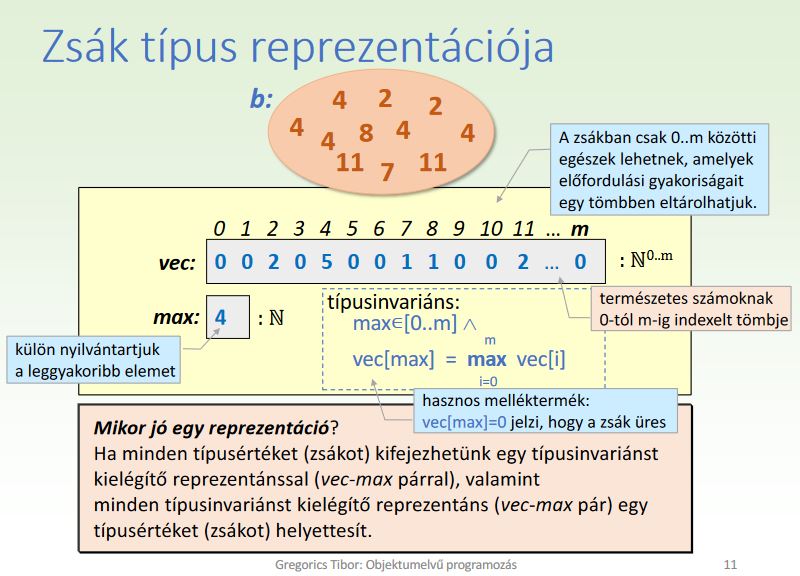 Zsák típus reprezentációja
b:
4 2 2
4 4 8 4 4
11 7 11
A zsákban csak 0..m közötti
egészek lehetnek, amelyek
előfordulási gyakoriságait
egy tömbben eltárolhatjuk.
0 1 2 3 4 5 6 7 8 9 10 11 ... m
vec: 0 0 2 0 5 0 0 1 1 0 0 2 ... 0 : ℕ⁰··ᵐ
max: 4 : ℕ
típusinvariáns:
max∈[0..m] ∧
m
vec[max] = max vec[i]
i=0
természetes számoknak
0-tól m-ig indexelt tömbje
külön nyilvántartjuk
a leggyakoribb elemet
hasznos melléktermék:
vec[max]=0 jelzi, hogy a zsák üres
Mikor jó egy reprezentáció?
Ha minden típusértéket (zsákot) kifejezhetünk egy típusinvariánst
kielégítő reprezentánssal (vec-max párral), valamint
minden típusinvariánst kielégítő reprezentáns (vec-max pár) egy
típusértéket (zsákot) helyettesít.
Gregorics Tibor: Objektumelvű programozás
11